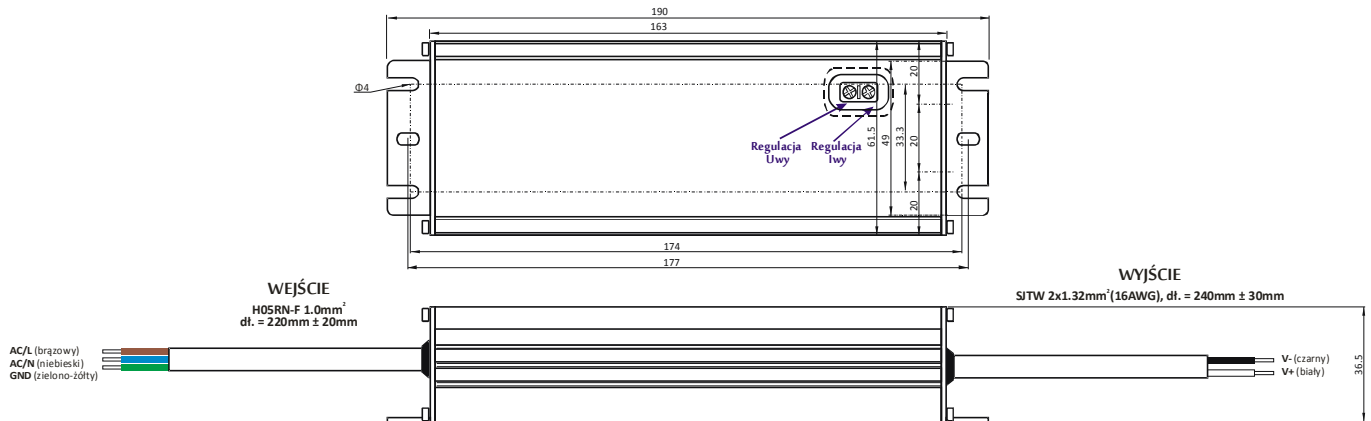 190
163
Φ4
20
61.5
49
33.3
20
20
Regulacja Uwy
Regulacja Iwy
174
177
WEJŚCIE
H05RN-F 1.0mm²
dł. = 220mm ± 20mm
WYJŚCIE
SJTW 2x1.32mm²(16AWG), dł. = 240mm ± 30mm
AC/L (brązowy)
AC/N (niebieski)
GND (zielono-żółty)
V- (czarny)
V+ (biały)
36.5